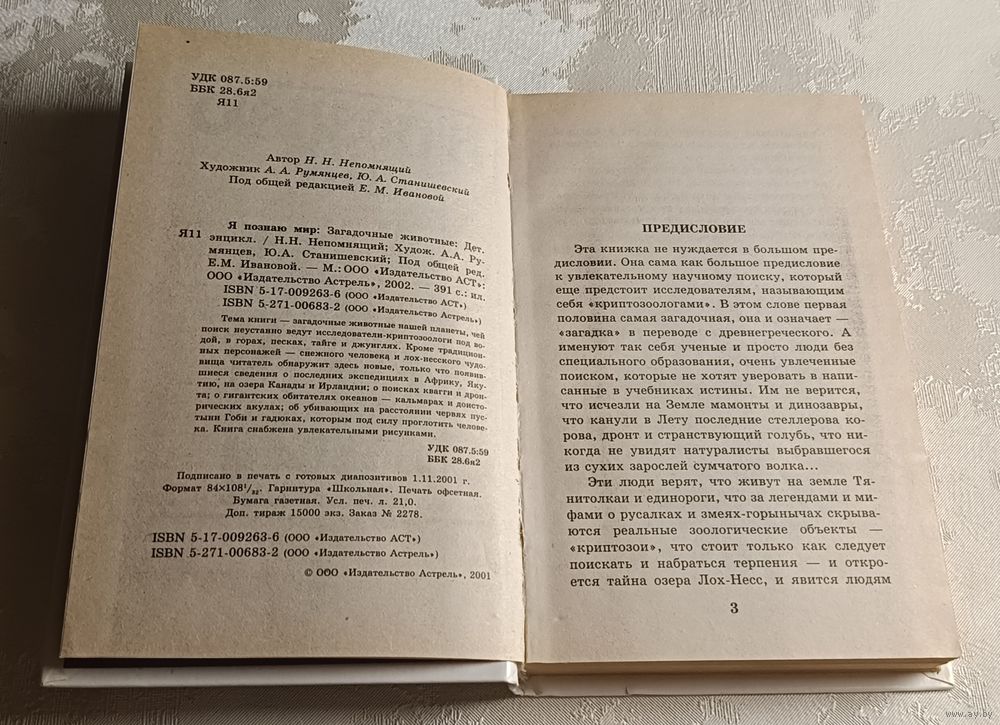 УДК 087.5:59
ББК 28.6я2
Я11
Автор Н. Н. Непомнящий
Художник А. А. Румянцев, Ю. А. Станишевский
Под общей редакцией Е. М. Ивановой
Я познаю мир: Загадочные животные: Дет.
Я11 энцикл. / Н.Н. Непомнящий; Худож. А.А. Ру-
мянцев, Ю.А. Станишевский; Под общей ред.
Е.М. Ивановой. — М.: ООО «Издательство АСТ»:
ООО «Издательство Астрель», 2002. — 391 с.: ил.
ISBN 5-17-009263-6 (ООО «Издательство АСТ»)
ISBN 5-271-00683-2 (ООО «Издательство Астрель»)
Тема книги — загадочные животные нашей планеты, чей
поиск неустанно ведут исследователи-криптозоологи под во-
дой, в горах, песках, тайге и джунглях. Кроме традицион-
ных персонажей — снежного человека и лох-несского чудо-
вища читатель обнаружит здесь новые, только что появив-
шиеся сведения о последних экспедициях в Африку, Яку-
тию, на озера Канады и Ирландии; о поисках квагги и дрон-
та; о гигантских обитателях океанов — кальмарах и доисто-
рических акулах; об убивающих на расстоянии червях пус-
тыни Гоби и гадюках, которым под силу проглотить челове-
ка. Книга снабжена увлекательными рисунками.
УДК 087.5:59
ББК 28.6я2
Подписано в печать с готовых диапозитивов 1.11.2001 г.
Формат 84×108¹/₃₂. Гарнитура «Школьная». Печать офсетная.
Бумага газетная. Усл. печ. л. 21,0.
Доп. тираж 15000 экз. Заказ № 2278.
ISBN 5-17-009263-6 (ООО «Издательство АСТ»)
ISBN 5-271-00683-2 (ООО «Издательство Астрель»)
© ООО «Издательство Астрель», 2001
ПРЕДИСЛОВИЕ
Эта книжка не нуждается в большом пре-
дисловии. Она сама как большое предисловие
к увлекательному научному поиску, который
еще предстоит исследователям, называющим
себя «криптозоологами». В этом слове первая
половина самая загадочная, она и означает —
«загадка» в переводе с древнегреческого. А
именуют так себя ученые и просто люди без
специального образования, очень увлеченные
поиском, которые не хотят уверовать в напи-
санные в учебниках истины. Им не верится,
что исчезли на Земле мамонты и динозавры,
что канули в Лету последние стеллерова ко-
рова, дронт и странствующий голубь, что ни-
когда не увидят натуралисты выбравшегося
из сухих зарослей сумчатого волка...
Эти люди верят, что живут на земле Тя-
нитолкаи и единороги, что за легендами и ми-
фами о русалках и змеях-горынычах скрыва-
ются реальные зоологические объекты —
«криптозои», что стоит только как следует
поискать и набраться терпения — и откро-
ется тайна озера Лох-Несс, и явится людям
3
www.ay.by